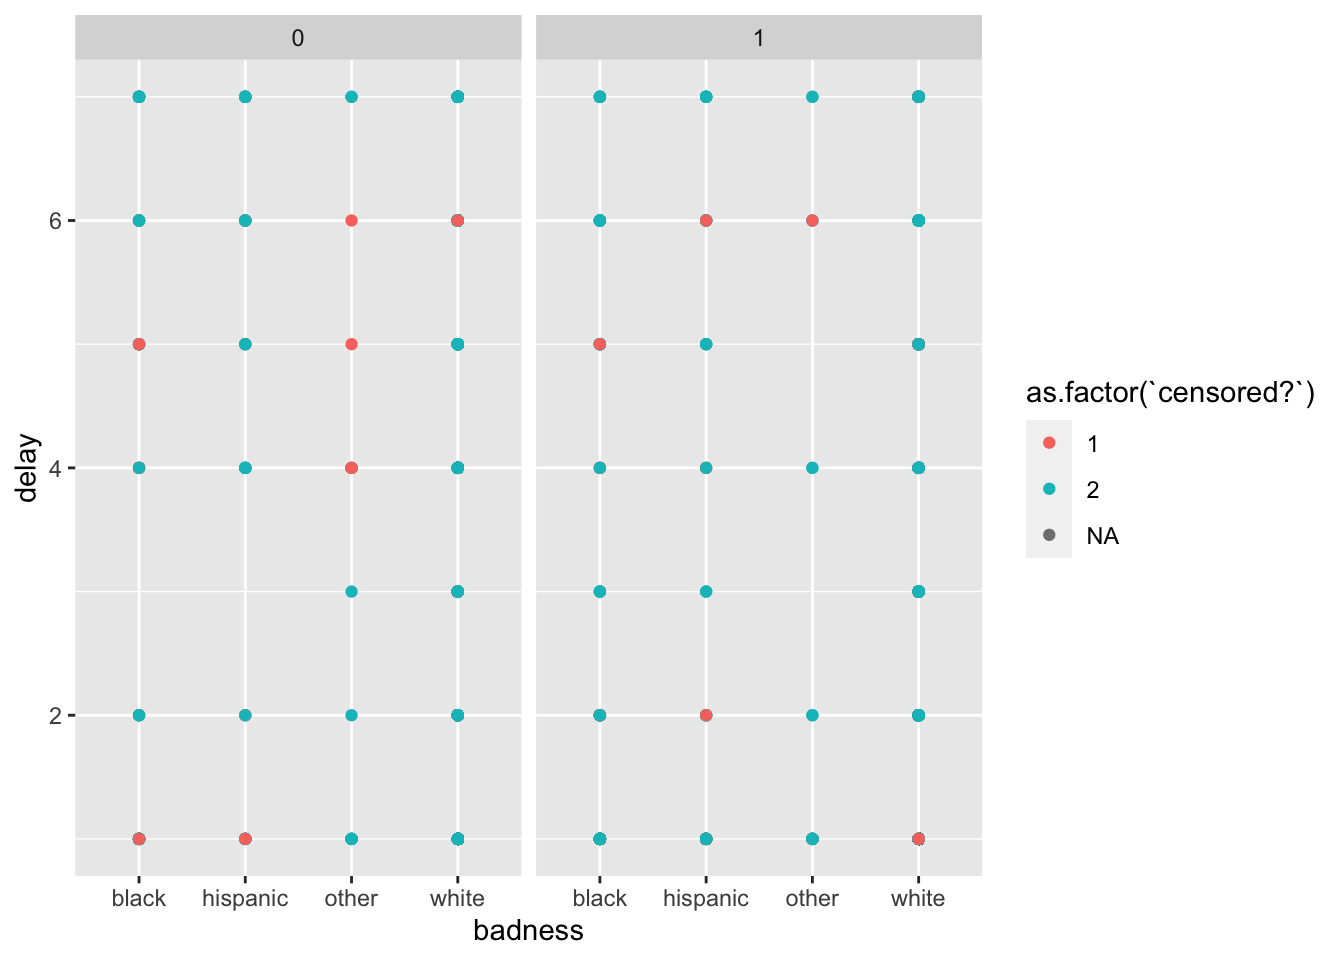 0 1
delay
6
4
2
black hispanic other white black hispanic other white
badness
as.factor(`censored?`)
1
2
NA